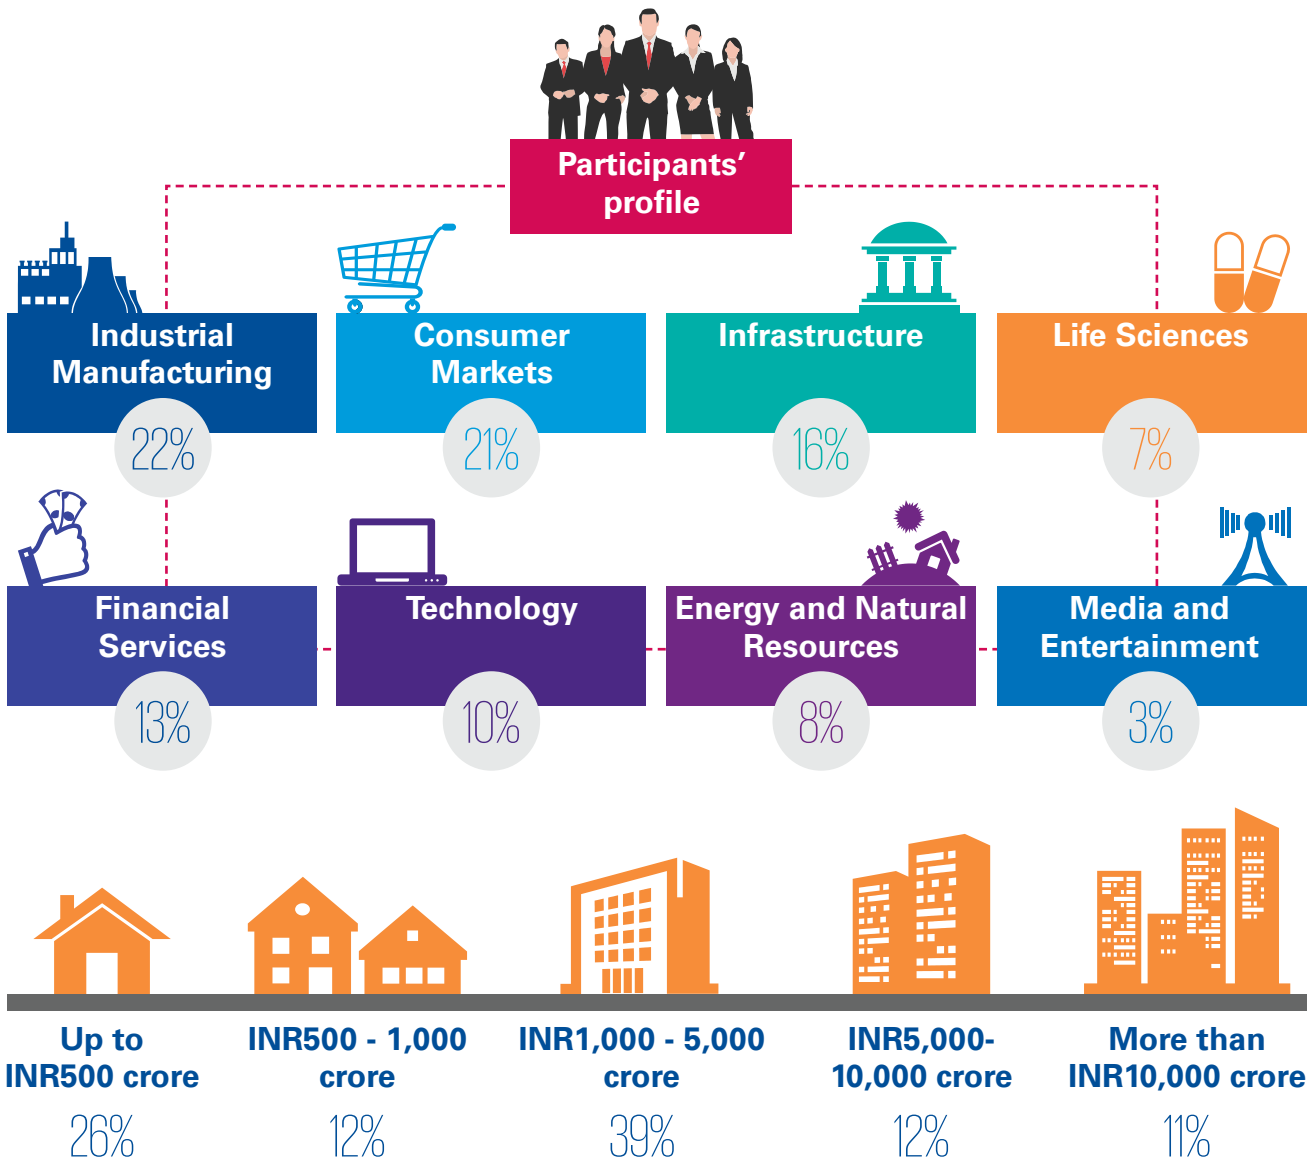 Participants’
profile
Industrial
Manufacturing
22%
Consumer
Markets
21%
Infrastructure
16%
Life Sciences
7%
Financial
Services
13%
Technology
10%
Energy and Natural
Resources
8%
Media and
Entertainment
3%
Up to
INR500 crore
26%
INR500 - 1,000
crore
12%
INR1,000 - 5,000
crore
39%
INR5,000-
10,000 crore
12%
More than
INR10,000 crore
11%